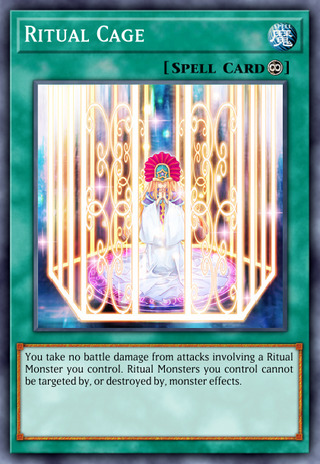 Ritual Cage
魔
[Spell Card∞]
You take no battle damage from attacks involving a Ritual
Monster you control. Ritual Monsters you control cannot
be targeted by, or destroyed by, monster effects.